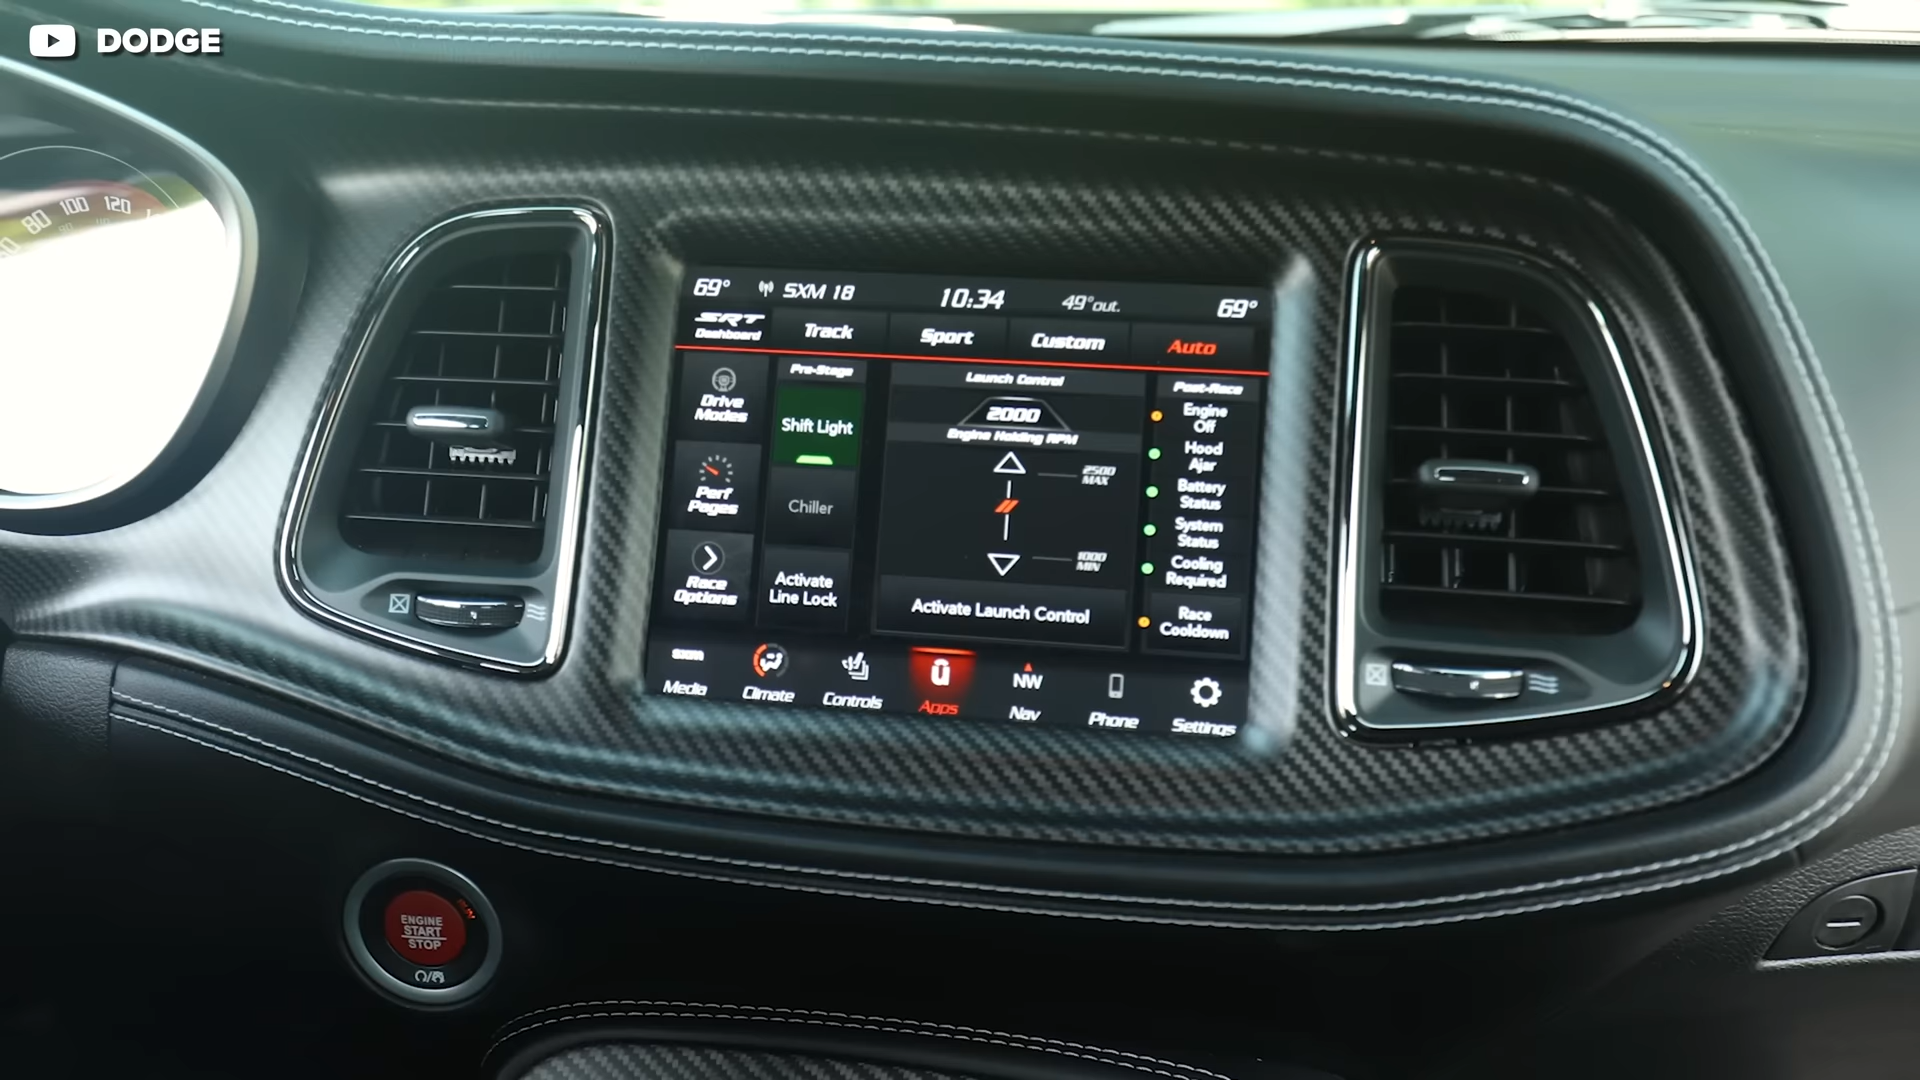 DODGE
80 100 120
69° SXM 18 10:34 49° out. 69°
SRT
Dashboard
Track Sport Custom Auto
Drive
Modes
Perf
Pages
Race
Options
Pre-Stage
Shift Light
Chiller
Activate
Line Lock
Launch Control
2000
Engine Holding RPM
2500
MAX
1000
MIN
Activate Launch Control
Post-Race
Engine
Off
Hood
Ajar
Battery
Status
System
Status
Cooling
Required
Race
Cooldown
SXM
Media
Climate
Controls
Apps
NW
Nav
Phone
Settings
ENGINE
START
STOP